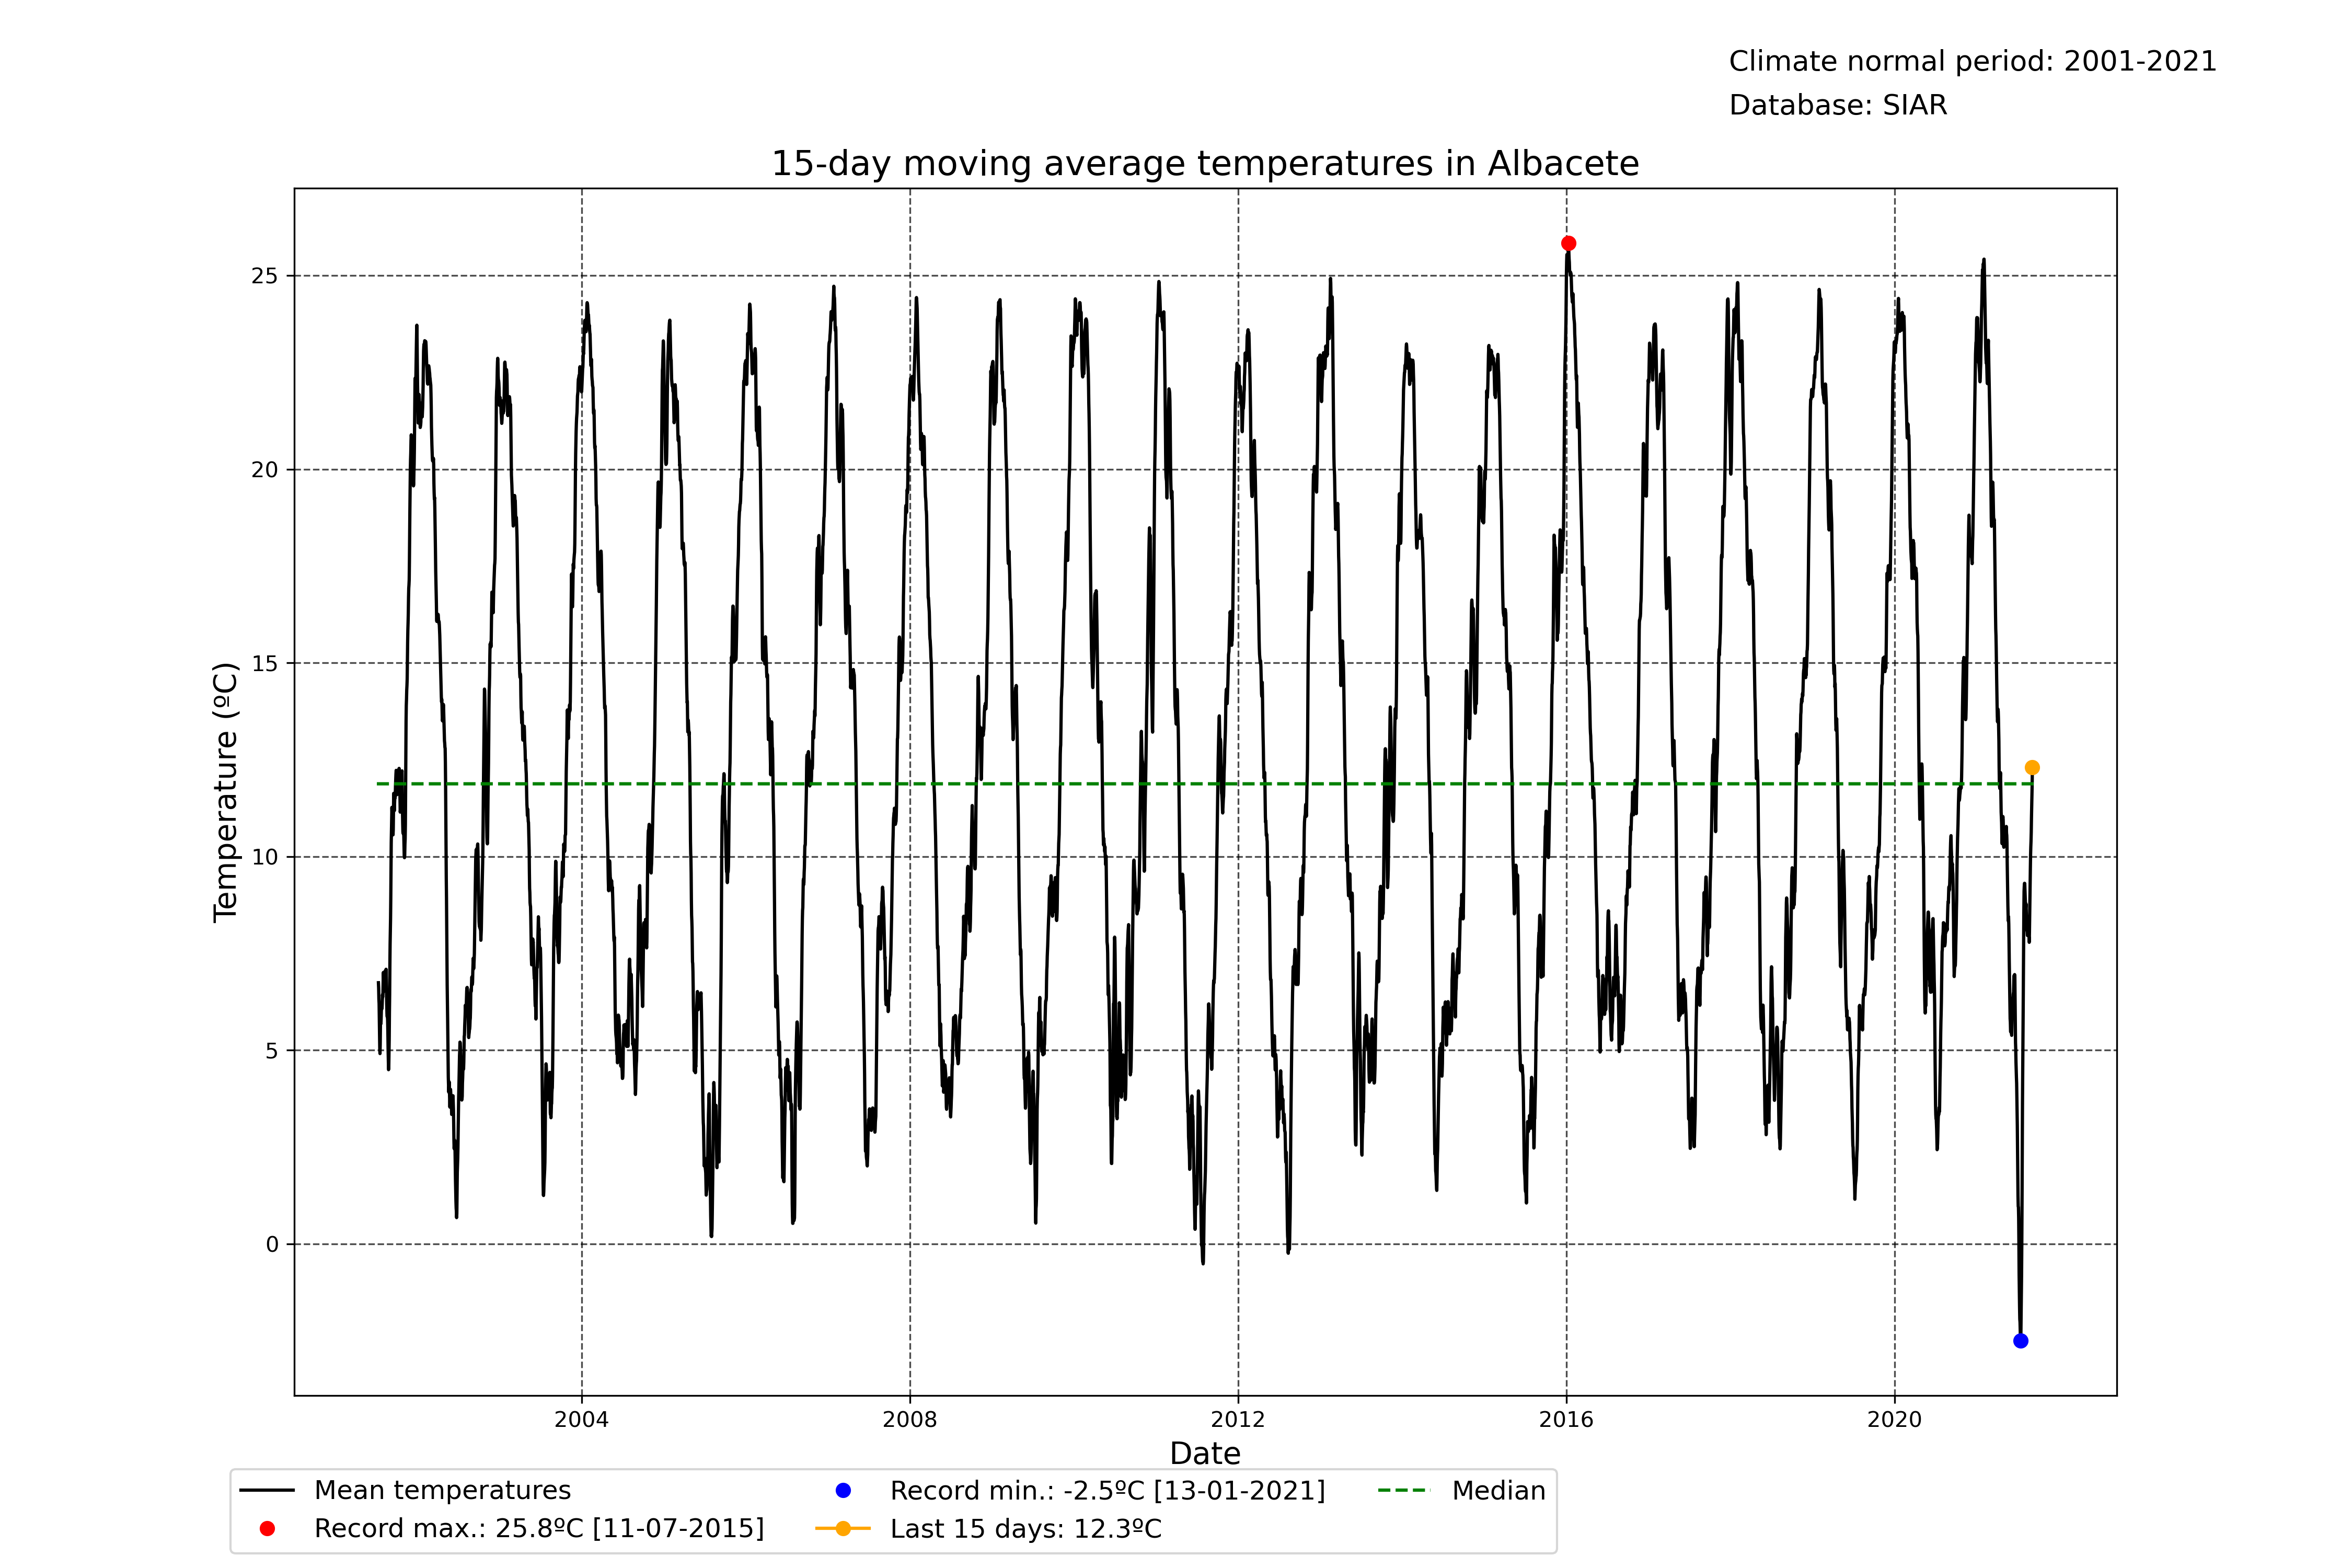 Climate normal period: 2001-2021
Database: SIAR
15-day moving average temperatures in Albacete
25
20
15
10
5
0
Temperature (ºC)
2004 2008 2012 2016 2020
Date
Mean temperatures
Record max.: 25.8ºC [11-07-2015]
Record min.: -2.5ºC [13-01-2021]
Last 15 days: 12.3ºC
Median